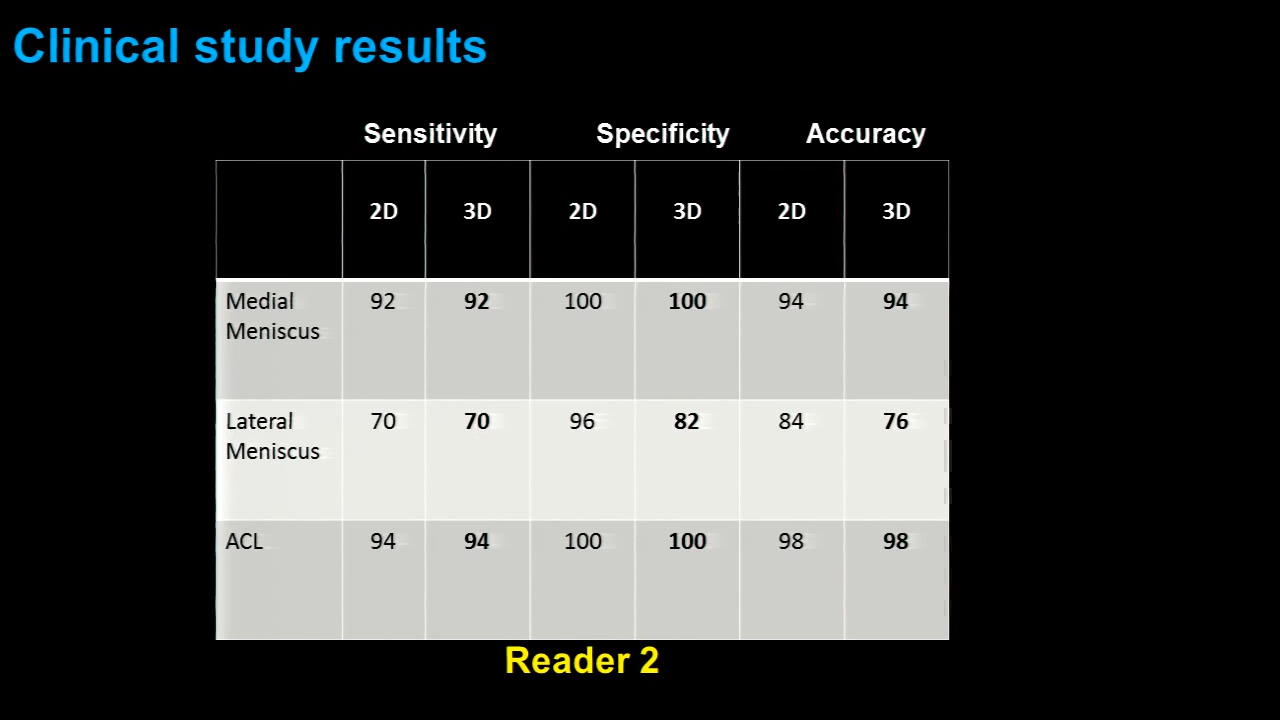 Clinical study results
Sensitivity Specificity Accuracy
2D 3D 2D 3D 2D 3D
Medial 92 92 100 100 94 94
Meniscus
Lateral 70 70 96 82 84 76
Meniscus
ACL 94 94 100 100 98 98
Reader 2